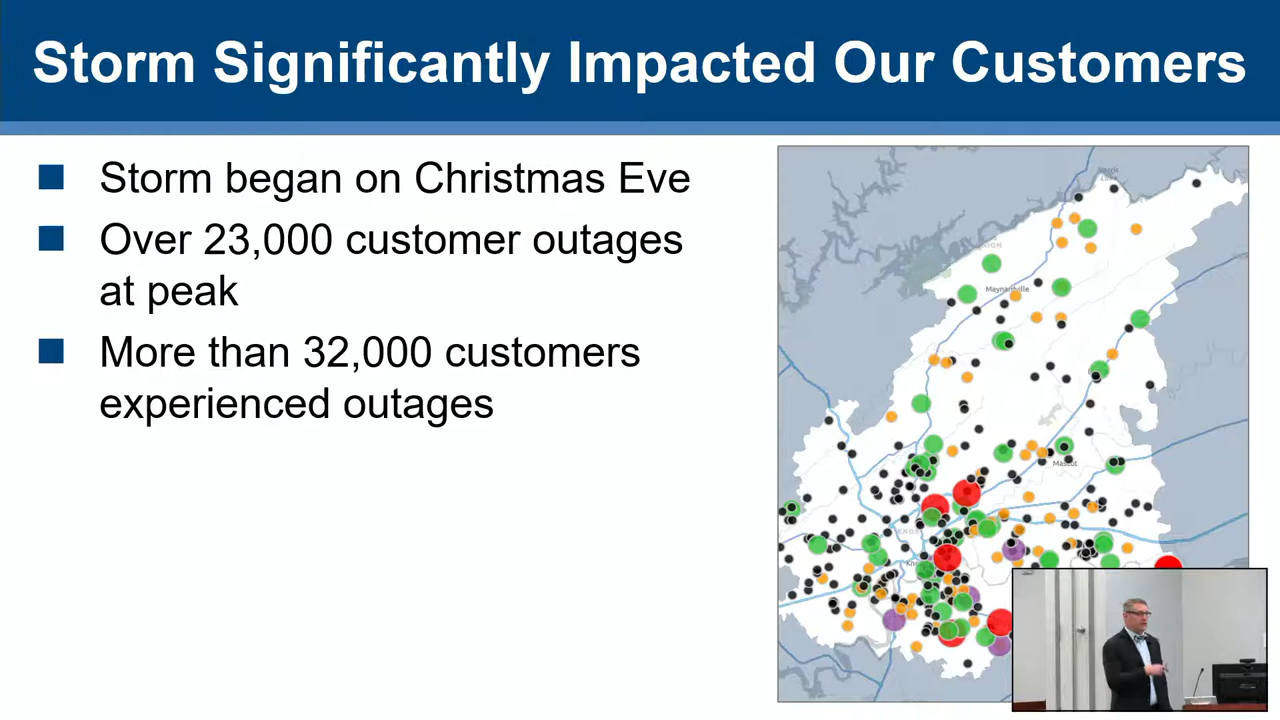 Storm Significantly Impacted Our Customers
Storm began on Christmas Eve
Over 23,000 customer outages
at peak
More than 32,000 customers
experienced outages
Maynardville
Mascot